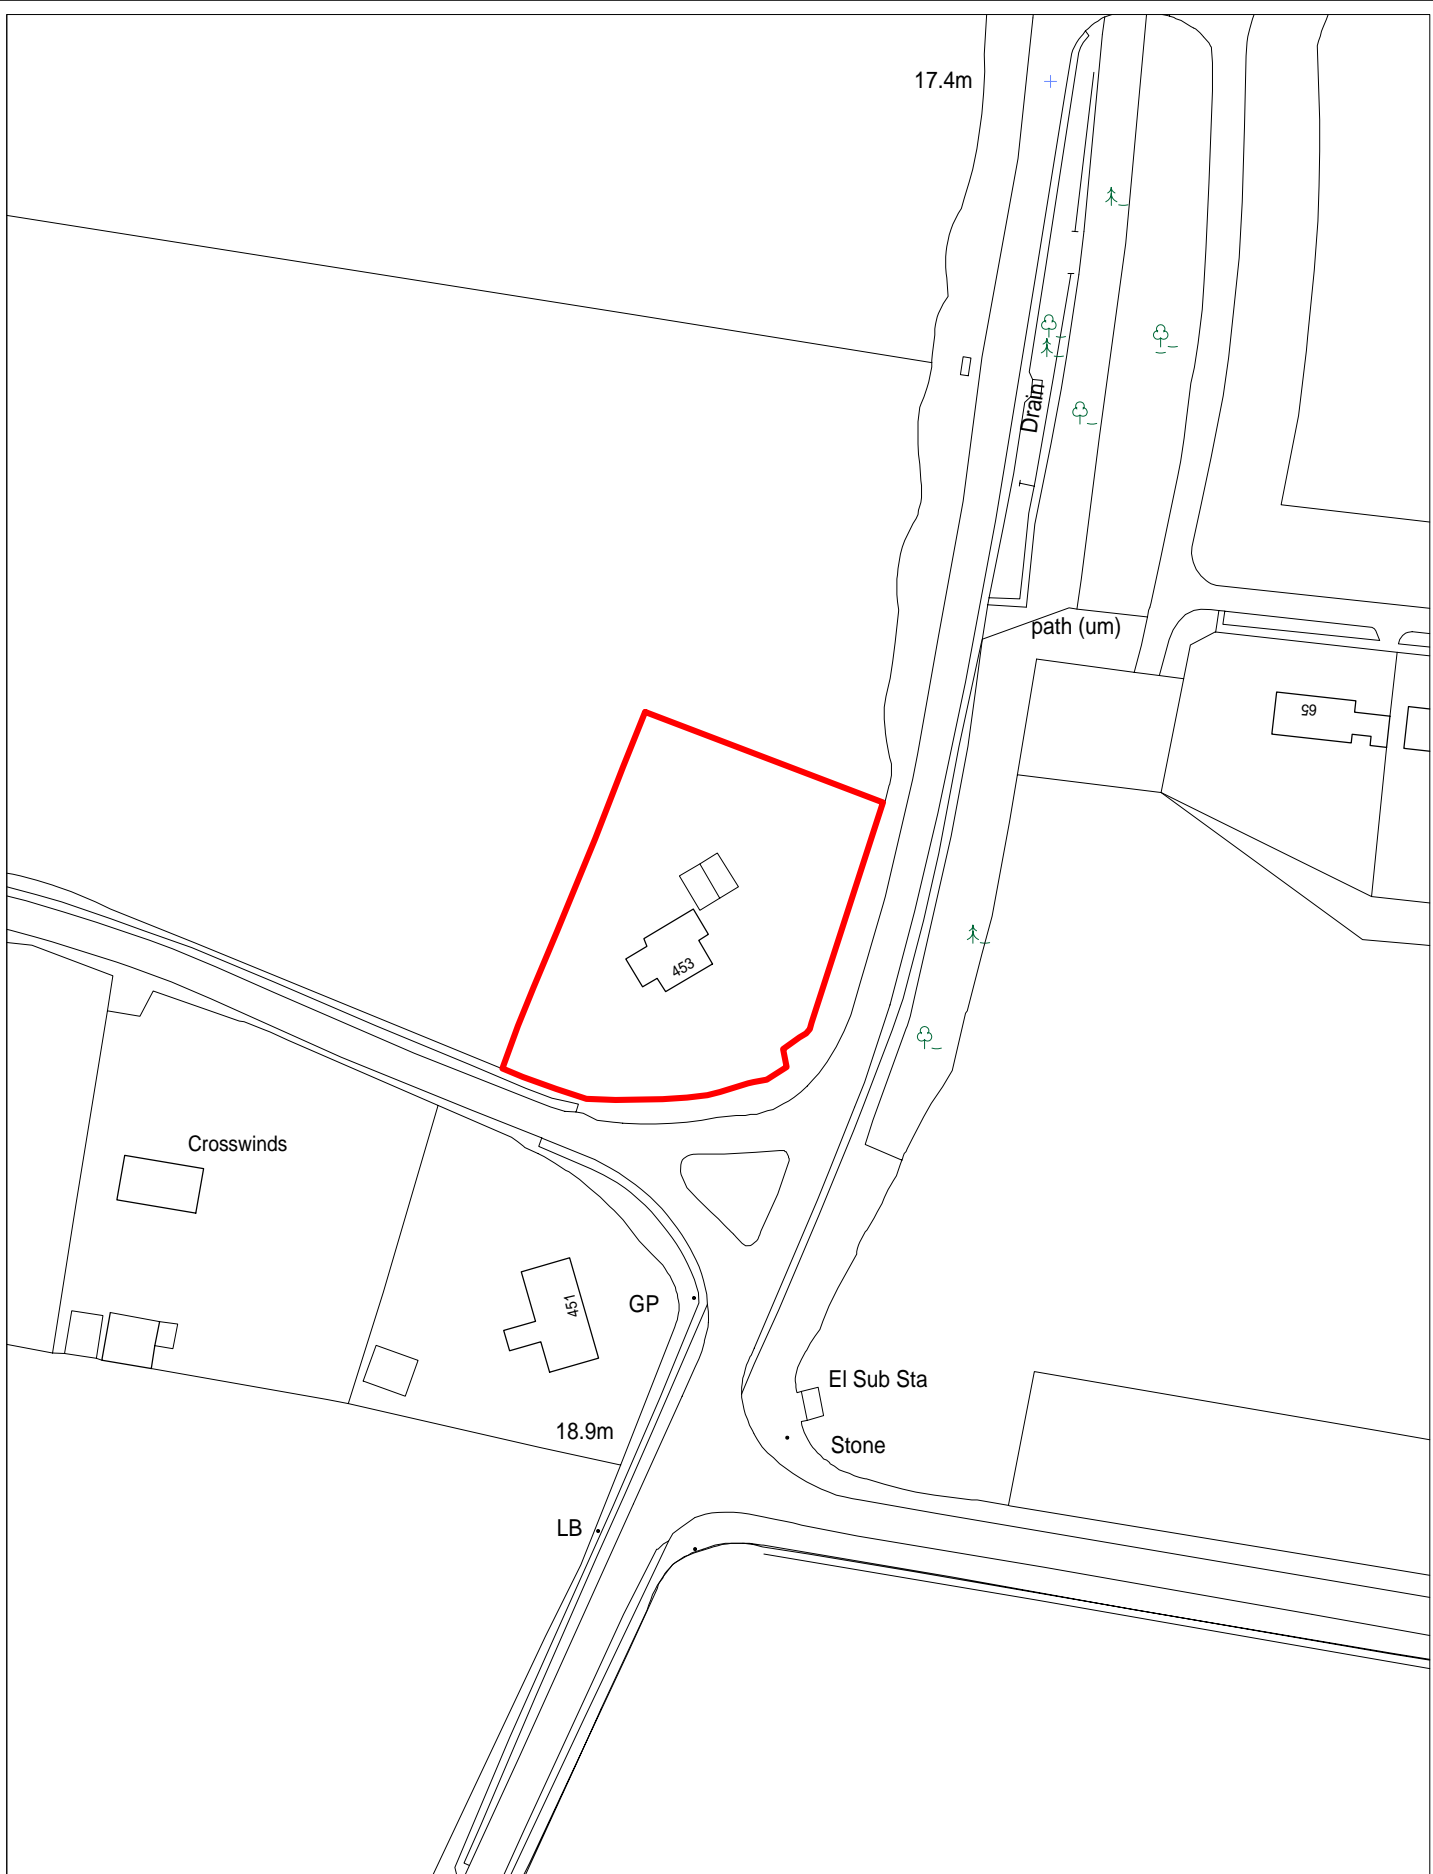 17.4m
Drain
path (um)
65
453
Crosswinds
GP
451
El Sub Sta
18.9m
Stone
LB